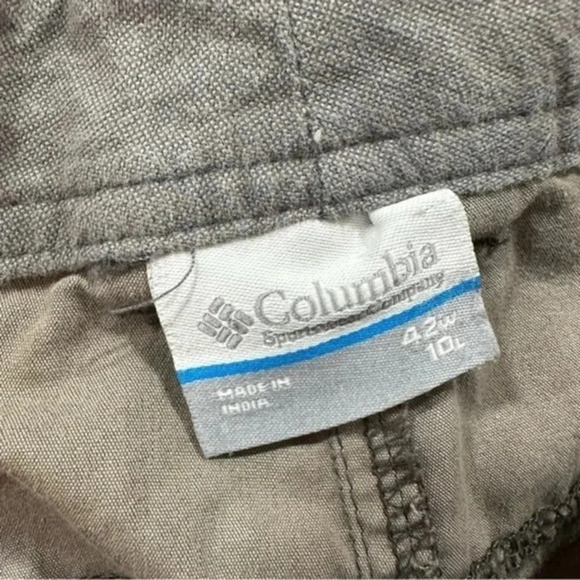 Columbia
Sportswear Company
42W
10L
MADE IN
INDIA